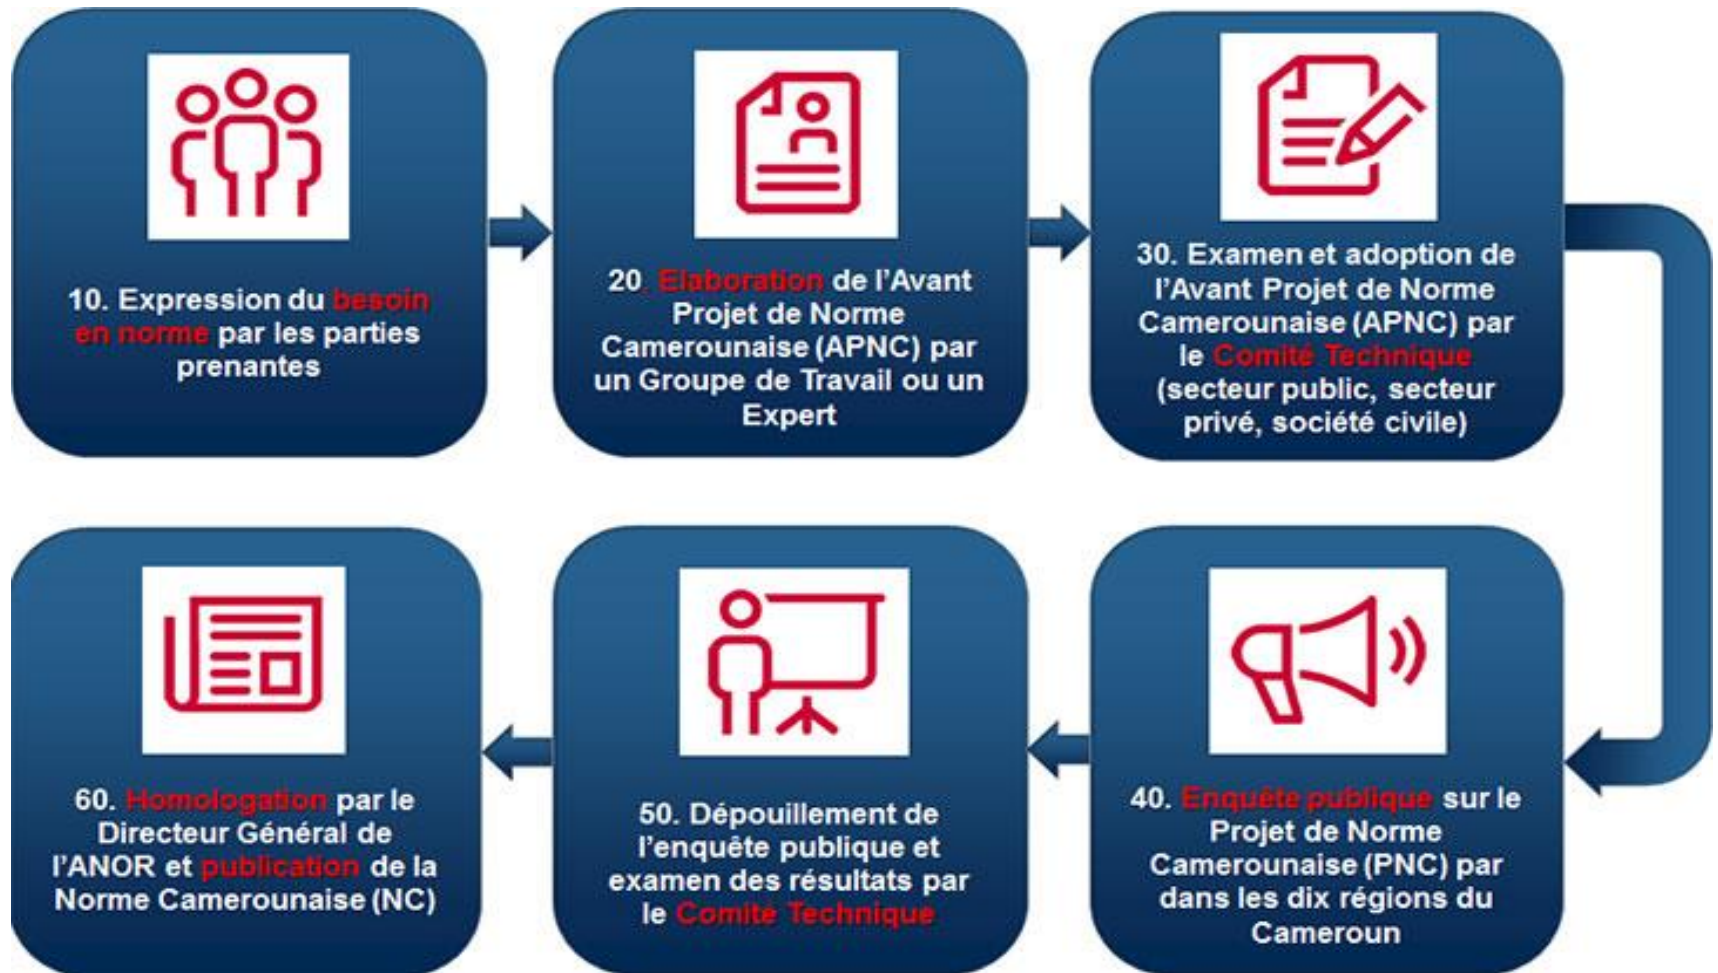 10. Expression du besoin
en norme par les parties
prenantes
20. Elaboration de l'Avant
Projet de Norme
Camerounaise (APNC) par
un Groupe de Travail ou un
Expert
30. Examen et adoption de
l'Avant Projet de Norme
Camerounaise (APNC) par
le Comité Technique
(secteur public, secteur
privé, société civile)
40. Enquête publique sur le
Projet de Norme
Camerounaise (PNC) par
dans les dix régions du
Cameroun
50. Dépouillement de
l'enquête publique et
examen des résultats par
le Comité Technique
60. Homologation par le
Directeur Général de
l'ANOR et publication de la
Norme Camerounaise (NC)